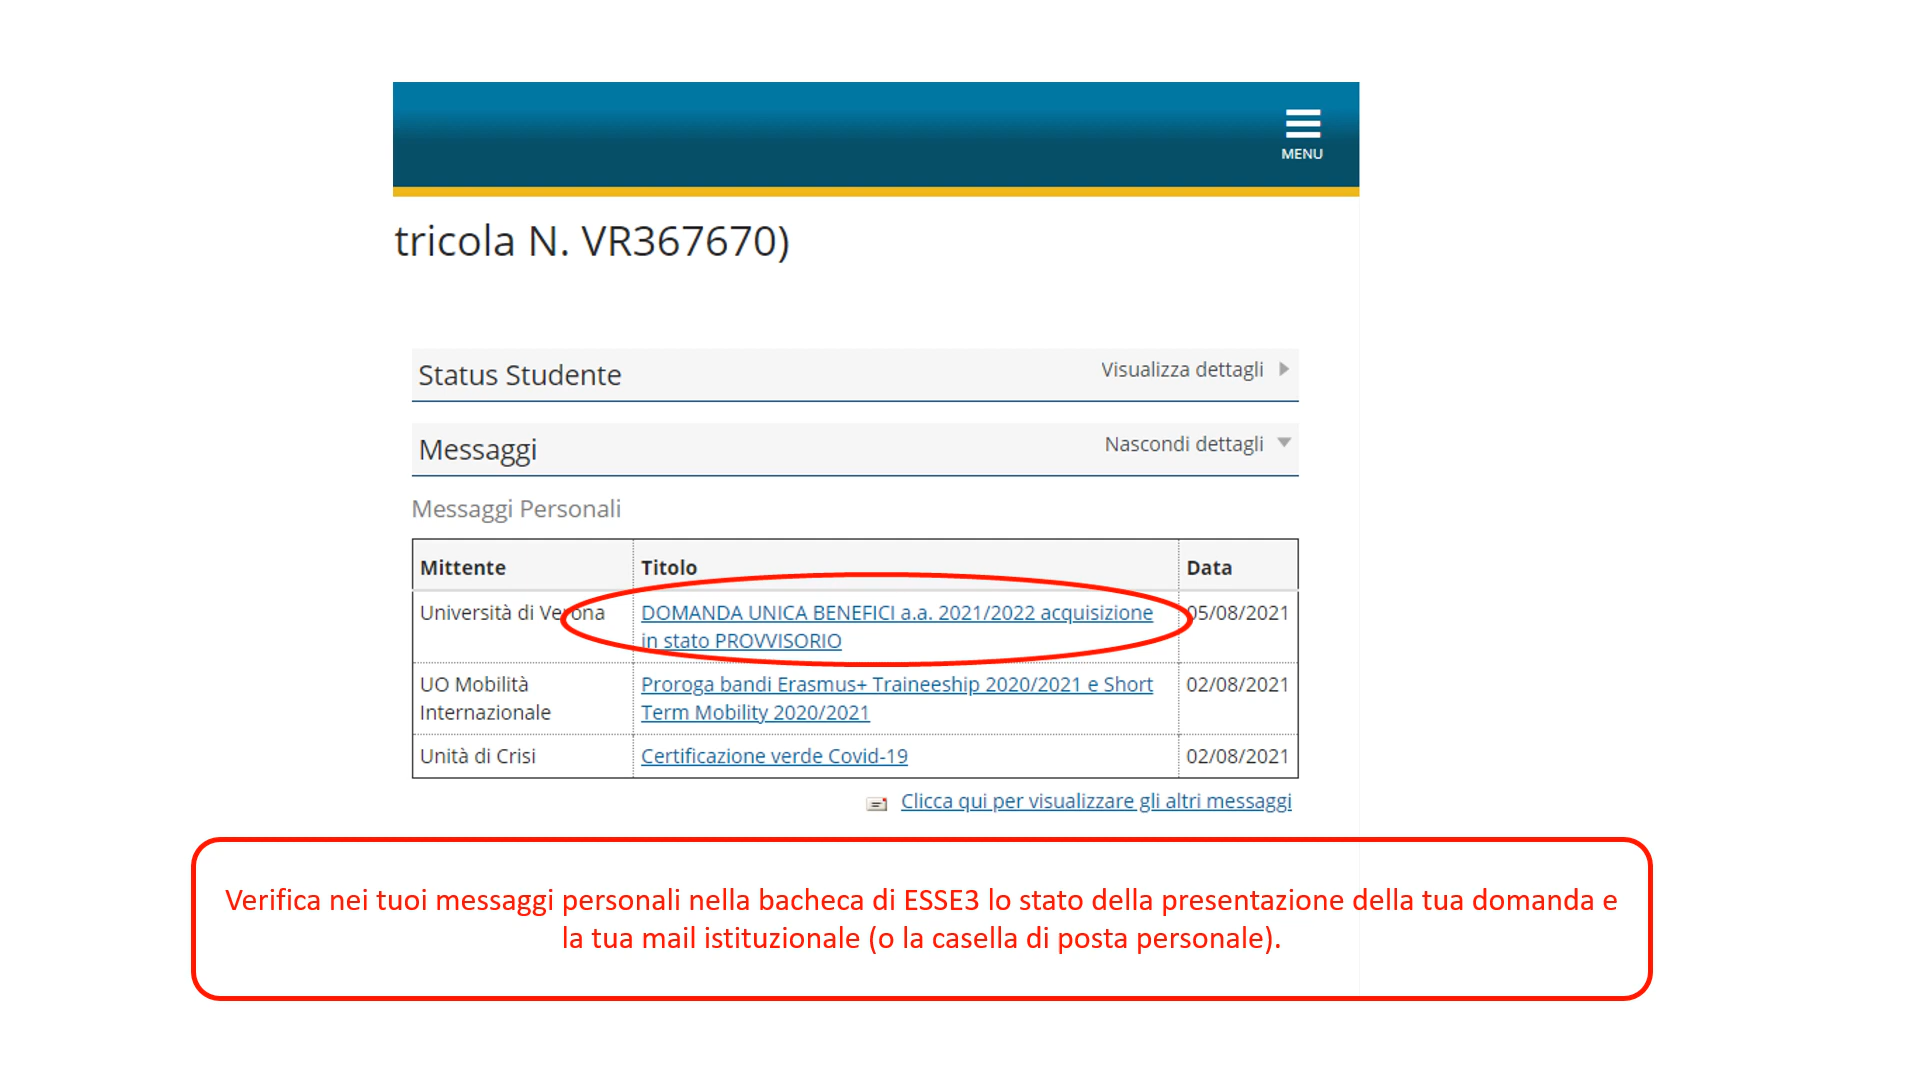 MENU
tricola N. VR367670)
Status Studente
Visualizza dettagli
Messaggi
Nascondi dettagli
Messaggi Personali
Mittente
Titolo
Data
Università di Verona
DOMANDA UNICA BENEFICI a.a. 2021/2022 acquisizione
in stato PROVVISORIO
05/08/2021
UO Mobilità
Internazionale
Proroga bandi Erasmus+ Traineeship 2020/2021 e Short
Term Mobility 2020/2021
02/08/2021
Unità di Crisi
Certificazione verde Covid-19
02/08/2021
Clicca qui per visualizzare gli altri messaggi
Verifica nei tuoi messaggi personali nella bacheca di ESSE3 lo stato della presentazione della tua domanda e
la tua mail istituzionale (o la casella di posta personale).